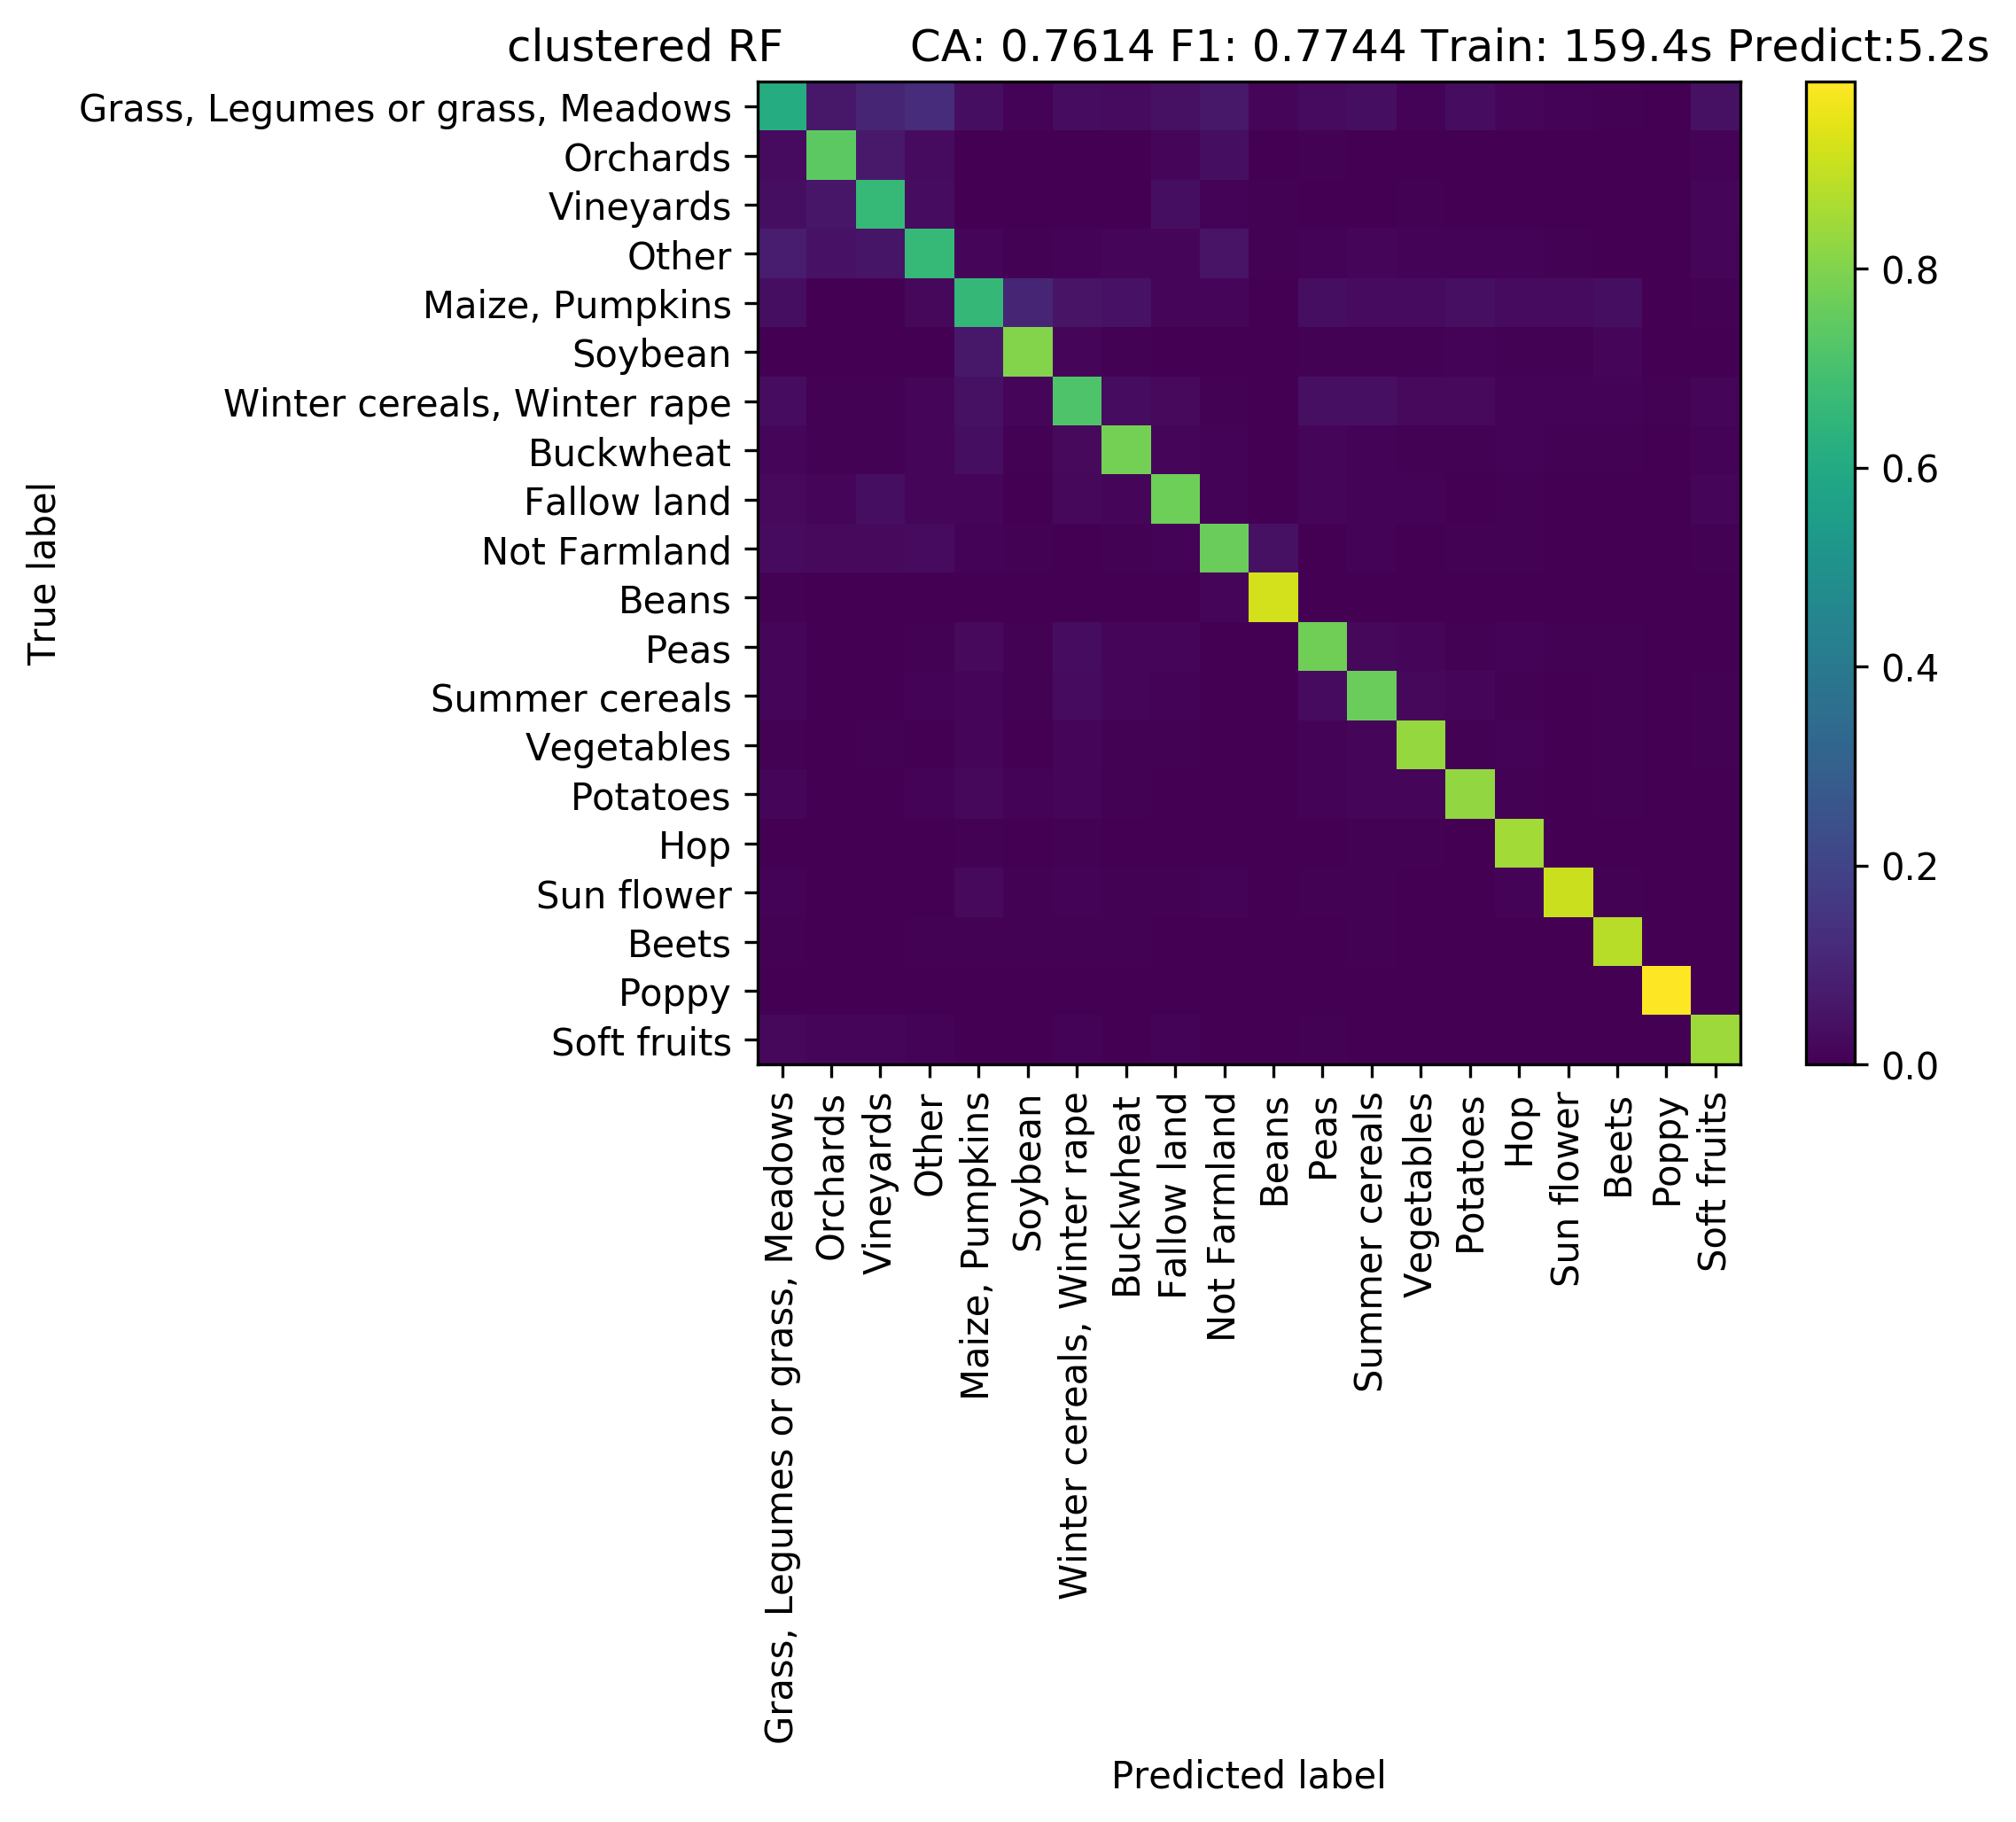 clustered RF CA: 0.7614 F1: 0.7744 Train: 159.4s Predict:5.2s
True label
Grass, Legumes or grass, Meadows
Orchards
Vineyards
Other
Maize, Pumpkins
Soybean
Winter cereals, Winter rape
Buckwheat
Fallow land
Not Farmland
Beans
Peas
Summer cereals
Vegetables
Potatoes
Hop
Sun flower
Beets
Poppy
Soft fruits
0.8
0.6
0.4
0.2
0.0
Grass, Legumes or grass, Meadows
Orchards
Vineyards
Other
Maize, Pumpkins
Soybean
Winter cereals, Winter rape
Buckwheat
Fallow land
Not Farmland
Beans
Peas
Summer cereals
Vegetables
Potatoes
Hop
Sun flower
Beets
Poppy
Soft fruits
Predicted label